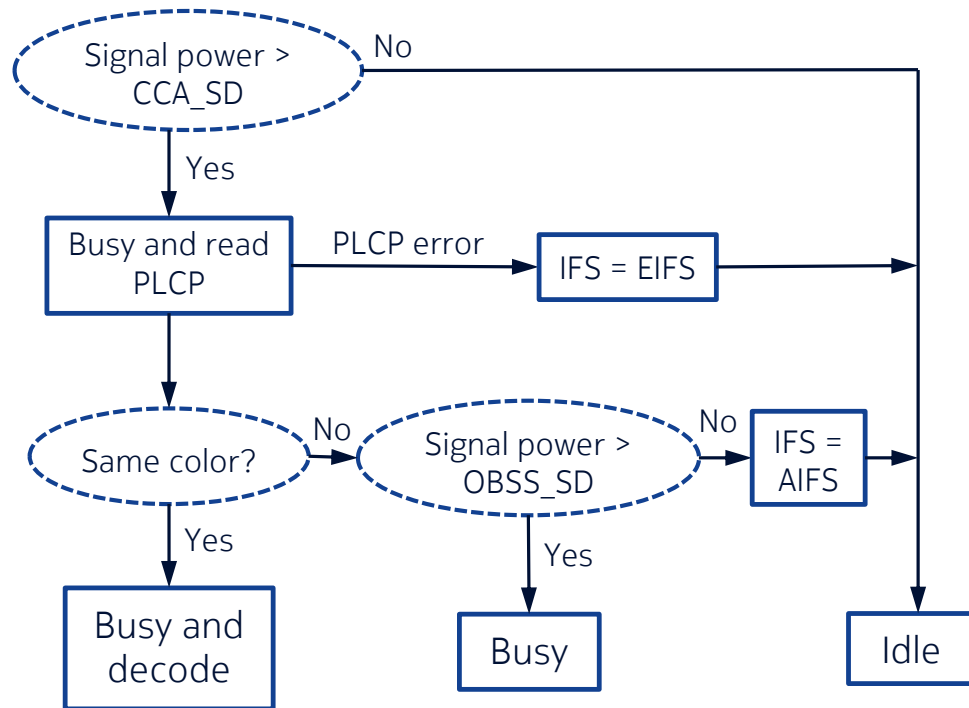 Signal power >
CCA_SD
No
Yes
Busy and read
PLCP
PLCP error
IFS = EIFS
Same color?
No
Signal power >
OBSS_SD
No
IFS =
AIFS
Yes
Yes
Busy and
decode
Busy
Idle